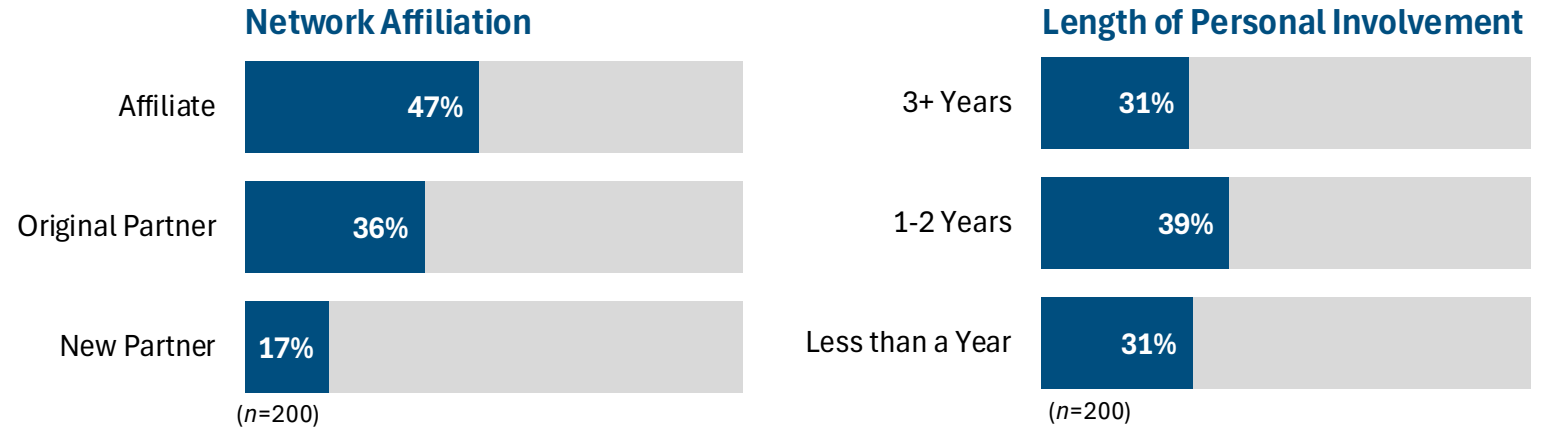 Network Affiliation
Affiliate
47%
Original Partner
36%
New Partner
17%
(n=200)
Length of Personal Involvement
3+ Years
31%
1-2 Years
39%
Less than a Year
31%
(n=200)